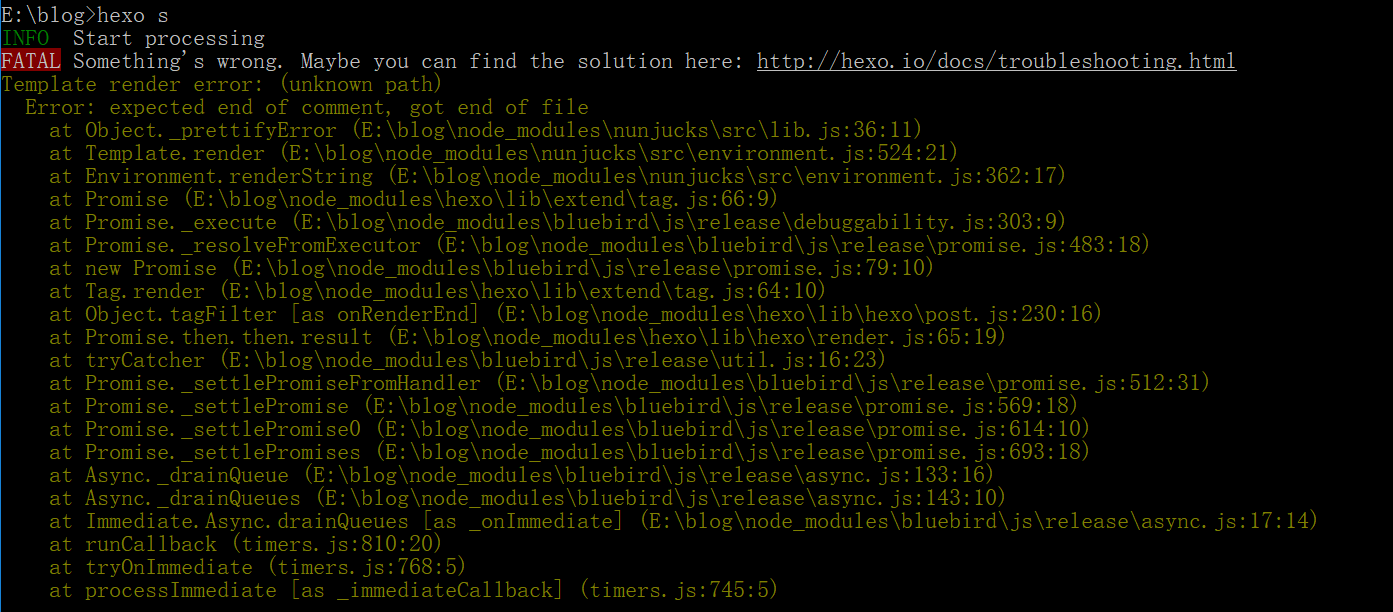 E:\blog>hexo s
INFO  Start processing
FATAL Something's wrong. Maybe you can find the solution here: http://hexo.io/docs/troubleshooting.html
Template render error: (unknown path)
  Error: expected end of comment, got end of file
    at Object._prettifyError (E:\blog\node_modules\nunjucks\src\lib.js:36:11)
    at Template.render (E:\blog\node_modules\nunjucks\src\environment.js:524:21)
    at Environment.renderString (E:\blog\node_modules\nunjucks\src\environment.js:362:17)
    at Promise (E:\blog\node_modules\hexo\lib\extend\tag.js:66:9)
    at Promise._execute (E:\blog\node_modules\bluebird\js\release\debuggability.js:303:9)
    at Promise._resolveFromExecutor (E:\blog\node_modules\bluebird\js\release\promise.js:483:18)
    at new Promise (E:\blog\node_modules\bluebird\js\release\promise.js:79:10)
    at Tag.render (E:\blog\node_modules\hexo\lib\extend\tag.js:64:10)
    at Object.tagFilter [as onRenderEnd] (E:\blog\node_modules\hexo\lib\hexo\post.js:230:16)
    at Promise.then.then.result (E:\blog\node_modules\hexo\lib\hexo\render.js:65:19)
    at tryCatcher (E:\blog\node_modules\bluebird\js\release\util.js:16:23)
    at Promise._settlePromiseFromHandler (E:\blog\node_modules\bluebird\js\release\promise.js:512:31)
    at Promise._settlePromise (E:\blog\node_modules\bluebird\js\release\promise.js:569:18)
    at Promise._settlePromise0 (E:\blog\node_modules\bluebird\js\release\promise.js:614:10)
    at Promise._settlePromises (E:\blog\node_modules\bluebird\js\release\promise.js:693:18)
    at Async._drainQueue (E:\blog\node_modules\bluebird\js\release\async.js:133:16)
    at Async._drainQueues (E:\blog\node_modules\bluebird\js\release\async.js:143:10)
    at Immediate.Async.drainQueues [as _onImmediate] (E:\blog\node_modules\bluebird\js\release\async.js:17:14)
    at runCallback (timers.js:810:20)
    at tryOnImmediate (timers.js:768:5)
    at processImmediate [as _immediateCallback] (timers.js:745:5)